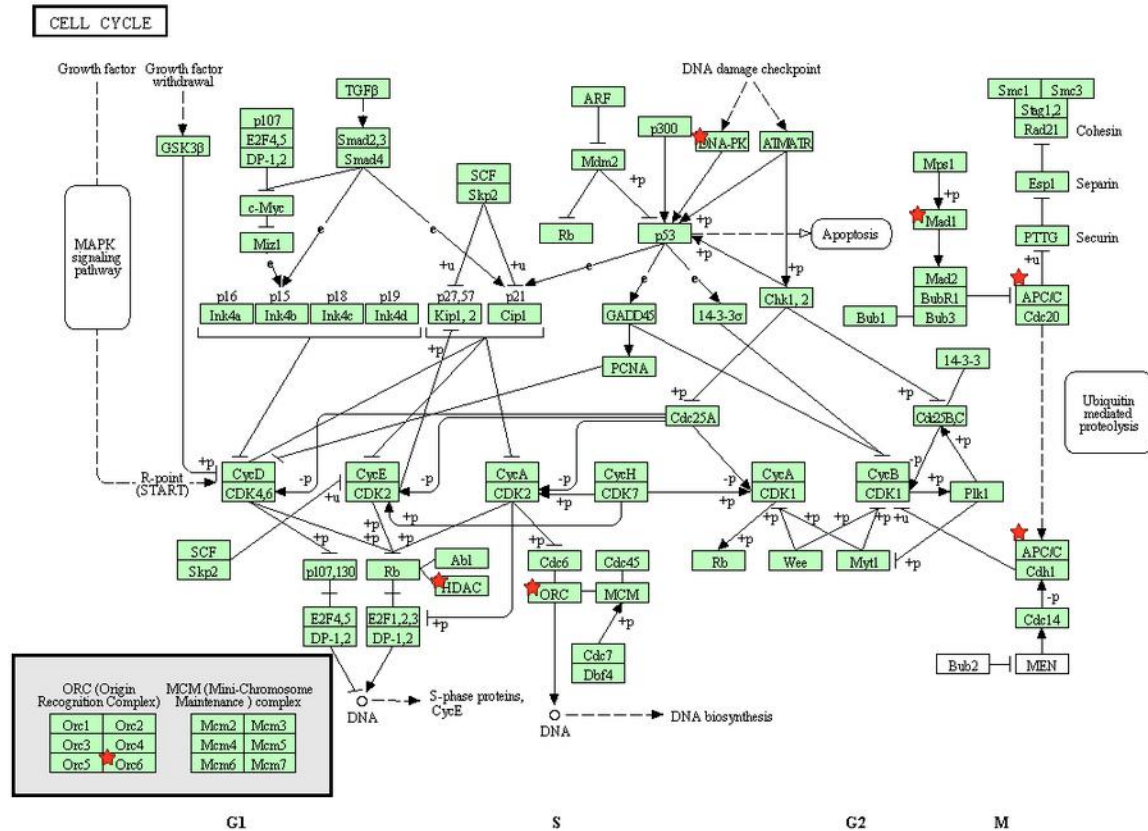 CELL CYCLE
Growth factor
Growth factor
withdrawal
TGFβ
DNA damage checkpoint
ARF
p300
DNA-PK
ATM/ATR
Smc1
Smc3
Stag1,2
Rad21
Cohesin
GSK3β
p107
E2F4,5
DP-1,2
Smad2,3
Smad4
Mdm2
SCF
Skp2
+p
Mps1
+p
Esp1
Separin
c-Myc
Miz1
e
e
e
Rb
p53
+p
+p
Apoptosis
Mad1
PTTG
Securin
+u
MAPK
signaling
pathway
+u
+u
e
e
e
+p
Mad2
BubR1
Bub3
Bub1
APC/C
Cdc20
p16
Ink4a
p15
Ink4b
p18
Ink4c
p19
Ink4d
p27,57
Kip1, 2
p21
Cip1
GADD45
14-3-3σ
Chk1, 2
+p
PCNA
14-3-3
+p
Cdc25A
+p
Cdc25B,C
Ubiquitin
mediated
proteolysis
R-point
(START)
+p
CycD
CDK4,6
-p
+u
CycE
CDK2
-p
CycA
CDK2
-p
+p
CycH
CDK7
-p
+p
CycA
CDK1
CycB
CDK1
-p
+p
+p
Plk1
SCF
Skp2
+p
+p
+p
+p
+p
+p
+p
+p
+u
+p
p107,130
Rb
Abl
HDAC
Cdc6
ORC
Cdc45
MCM
Rb
Wee
Myt1
APC/C
Cdh1
-p
E2F4,5
DP-1,2
E2F1,2,3
DP-1,2
+p
+p
Cdc7
Dbf4
Cdc14
Bub2
MEN
DNA
S-phase proteins,
CycE
DNA
DNA biosynthesis
ORC (Origin
Recognition Complex)
Orc1
Orc2
Orc3
Orc4
Orc5
Orc6
MCM (Mini-Chromosome
Maintenance ) complex
Mcm2
Mcm3
Mcm4
Mcm5
Mcm6
Mcm7
G1
S
G2
M